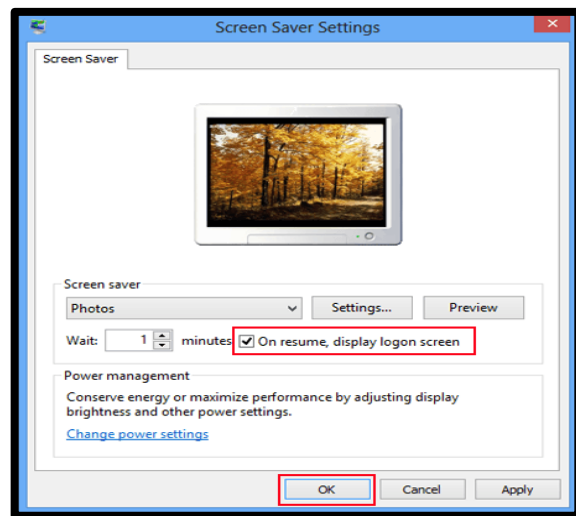 Screen Saver Settings
Screen Saver
Screen saver
Photos
Settings...
Preview
Wait: 1 minutes On resume, display logon screen
Power management
Conserve energy or maximize performance by adjusting display
brightness and other power settings.
Change power settings
OK
Cancel
Apply